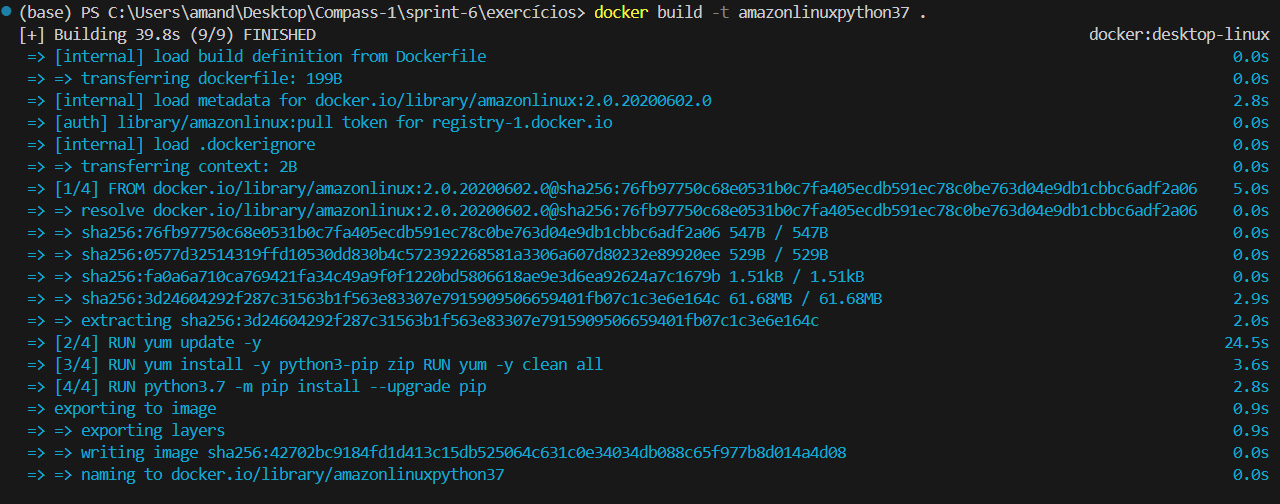 (base) PS C:\Users\amand\Desktop\Compass-1\sprint-6\exercícios> docker build -t amazonlinuxpython37 .
[+] Building 39.8s (9/9) FINISHED docker:desktop-linux
=> [internal] load build definition from Dockerfile 0.0s
=> => transferring dockerfile: 199B 0.0s
=> [internal] load metadata for docker.io/library/amazonlinux:2.0.20200602.0 2.8s
=> [auth] library/amazonlinux:pull token for registry-1.docker.io 0.0s
=> [internal] load .dockerignore 0.0s
=> => transferring context: 2B 0.0s
=> [1/4] FROM docker.io/library/amazonlinux:2.0.20200602.0@sha256:76fb97750c68e0531b0c7fa405ecdb591ec78c0be763d04e9db1cbbc6adf2a06 5.0s
=> => resolve docker.io/library/amazonlinux:2.0.20200602.0@sha256:76fb97750c68e0531b0c7fa405ecdb591ec78c0be763d04e9db1cbbc6adf2a06 0.0s
=> => sha256:76fb97750c68e0531b0c7fa405ecdb591ec78c0be763d04e9db1cbbc6adf2a06 547B / 547B 0.0s
=> => sha256:0577d32514319ffd10530dd830b4c572392268581a3306a607d80232e89920ee 529B / 529B 0.0s
=> => sha256:fa0a6a710ca769421fa34c49a9f0f1220bd5806618ae9e3d6ea92624a7c1679b 1.51kB / 1.51kB 0.0s
=> => sha256:3d24604292f287c31563b1f563e83307e7915909506659401fb07c1c3e6e164c 61.68MB / 61.68MB 2.9s
=> => extracting sha256:3d24604292f287c31563b1f563e83307e7915909506659401fb07c1c3e6e164c 2.0s
=> [2/4] RUN yum update -y 24.5s
=> [3/4] RUN yum install -y python3-pip zip RUN yum -y clean all 3.6s
=> [4/4] RUN python3.7 -m pip install --upgrade pip 2.8s
=> exporting to image 0.9s
=> => exporting layers 0.9s
=> => writing image sha256:42702bc9184fd1d413c15db525064c631c0e34034db088c65f977b8d014a4d08 0.0s
=> => naming to docker.io/library/amazonlinuxpython37 0.0s